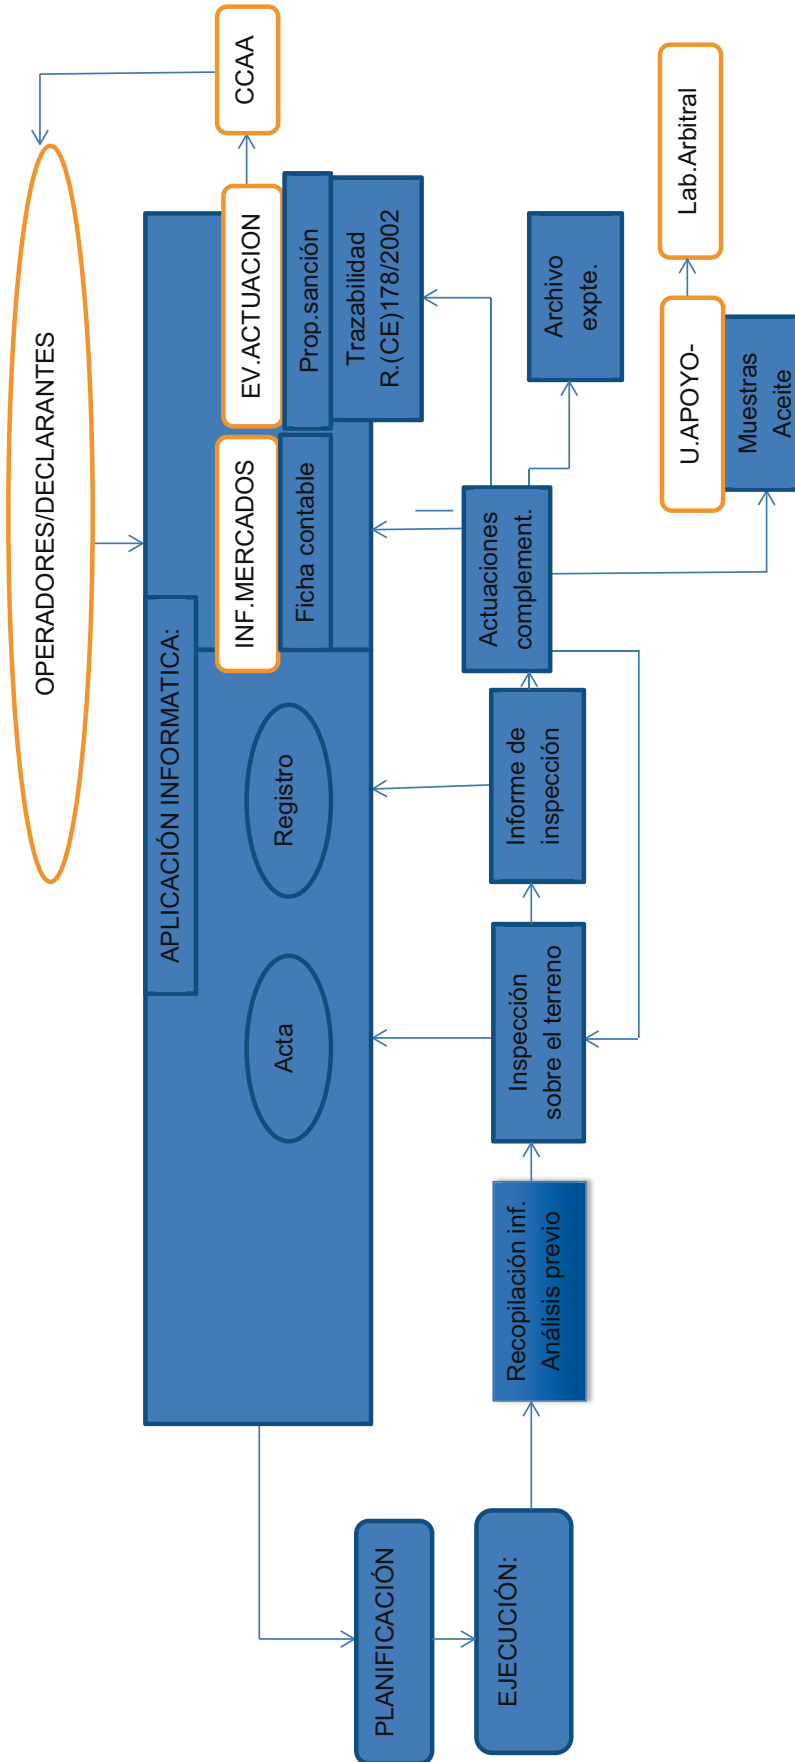 OPERADORES/DECLARANTES
CCAA
APLICACIÓN INFORMATICA:
Acta
Registro
INF.MERCADOS
Ficha contable
EV.ACTUACION
Prop.sanción
Trazabilidad
R.(CE)178/2002
PLANIFICACIÓN
EJECUCIÓN:
Recopilación inf.
Análisis previo
Inspección
sobre el terreno
Informe de
inspección
Actuaciones
complement.
Archivo
expte.
U.APOYO-
Muestras
Aceite
Lab.Arbitral